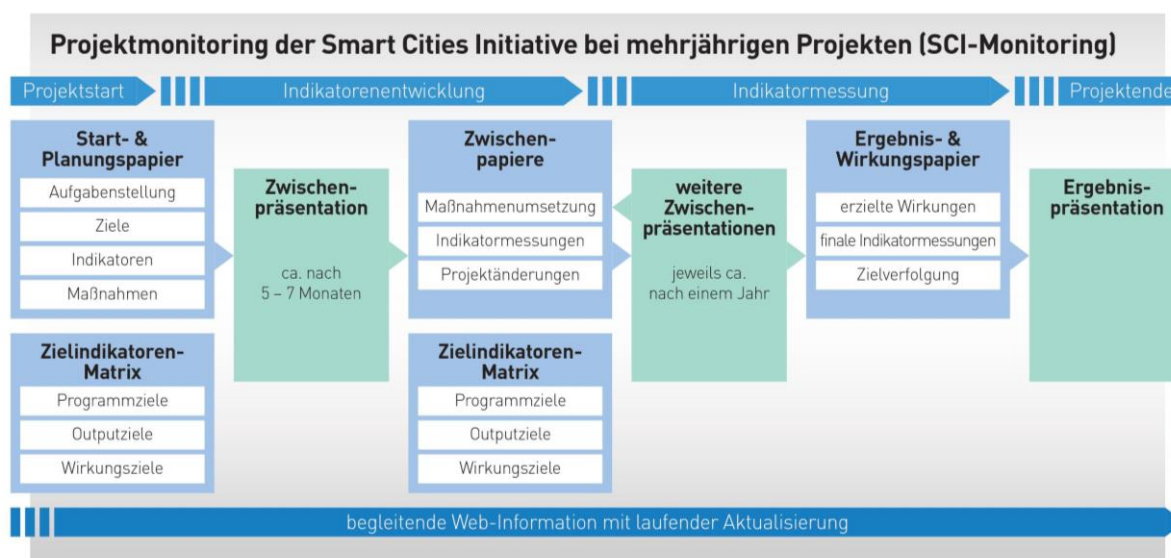 Projektmonitoring der Smart Cities Initiative bei mehrjährigen Projekten (SCI-Monitoring)
Projektstart
Indikatorenentwicklung
Indikatormessung
Projektende
Start- &
Planungspapier
Aufgabenstellung
Ziele
Indikatoren
Maßnahmen
Zielindikatoren-
Matrix
Programmziele
Outputziele
Wirkungsziele
Zwischen-
präsentation
ca. nach
5 – 7 Monaten
Zwischen-
papiere
Maßnahmenumsetzung
Indikatormessungen
Projektänderungen
Zielindikatoren-
Matrix
Programmziele
Outputziele
Wirkungsziele
weitere
Zwischen-
präsentationen
jeweils ca.
nach einem Jahr
Ergebnis- &
Wirkungspapier
erzielte Wirkungen
finale Indikatormessungen
Zielverfolgung
Ergebnis-
präsentation
begleitende Web-Information mit laufender Aktualisierung